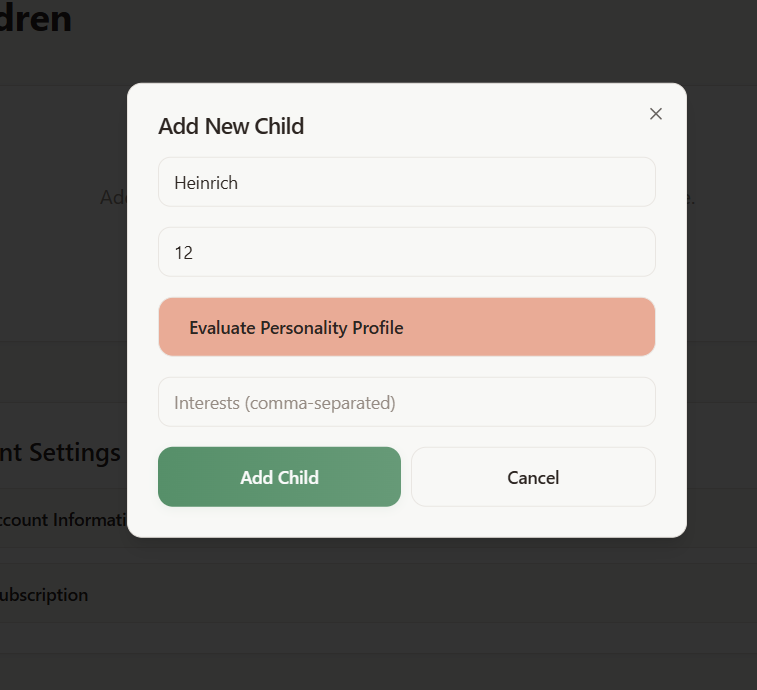 dren
Add New Child
Heinrich
Ad
e.
12
Evaluate Personality Profile
Interests (comma-separated)
nt Settings
Add Child
Cancel
ccount Informati
ubscription